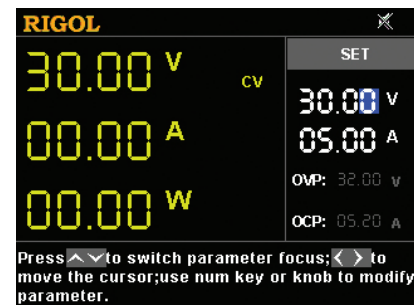 RIGOL
SET
30.00 V
CV
00.00 A
00.00 W
30.00 V
05.00 A
OVP: 32.00 V
OCP: 05.20 A
Press to switch parameter focus; < > to
move the cursor;use num key or knob to modify
parameter.